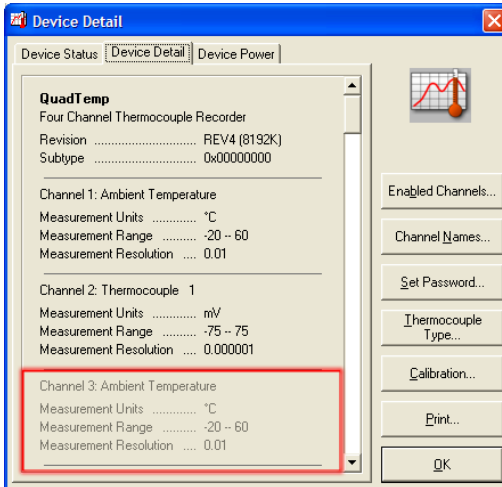 Device Detail
Device Status Device Detail Device Power
QuadTemp
Four Channel Thermocouple Recorder
Revision ............................ REV4 (8192K)
Subtype ............................ 0x00000000
Channel 1: Ambient Temperature
Measurement Units ............ °C
Measurement Range ......... -20 -- 60
Measurement Resolution .... 0.01
Channel 2: Thermocouple 1
Measurement Units ............ mV
Measurement Range ......... -75 -- 75
Measurement Resolution .... 0.000001
Channel 3: Ambient Temperature
Measurement Units ............ °C
Measurement Range ......... -20 -- 60
Measurement Resolution .... 0.01
Enabled Channels...
Channel Names...
Set Password...
Thermocouple
Type...
Calibration...
Print...
OK